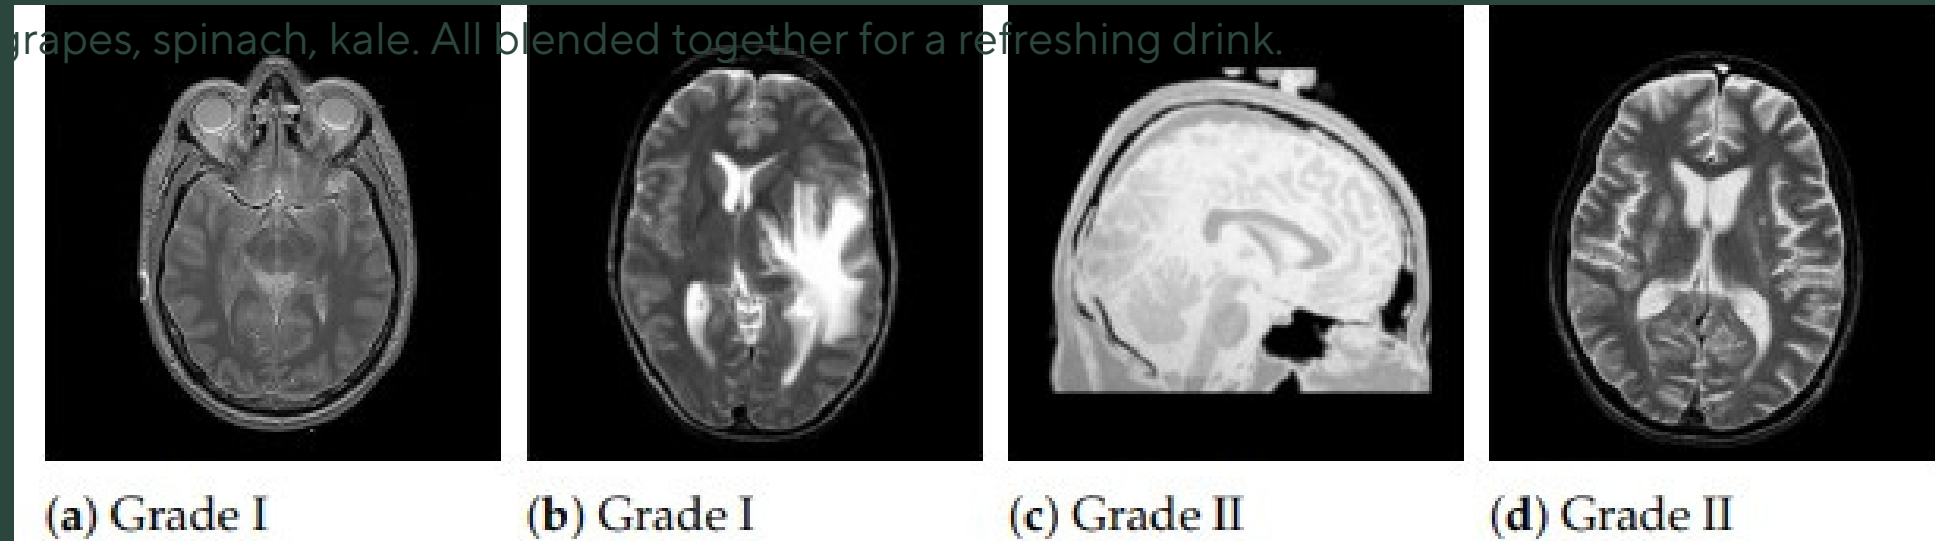 grapes, spinach, kale. All blended together for a refreshing drink.
(a) Grade I
(b) Grade I
(c) Grade II
(d) Grade II